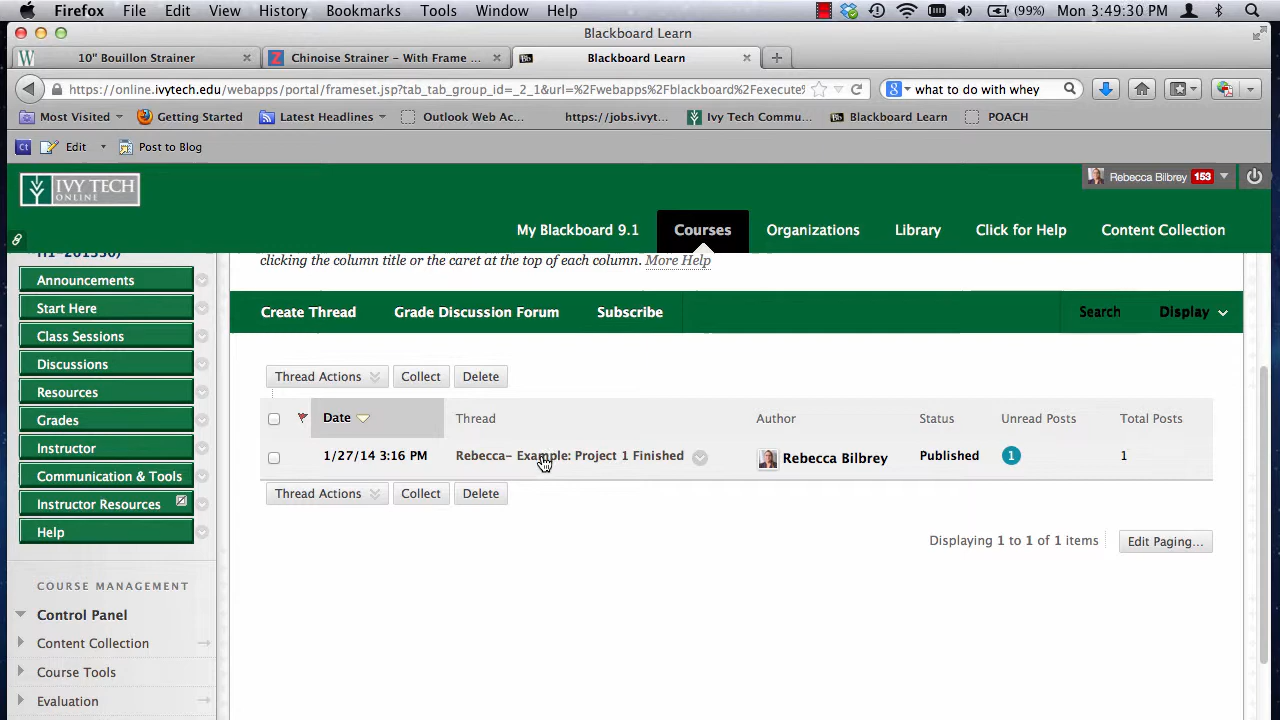 Firefox File Edit View History Bookmarks Tools Window Help (99%) Mon 3:49:30 PM
Blackboard Learn
10" Bouillon Strainer Chinoise Strainer – With Frame ... Blackboard Learn
https://online.ivytech.edu/webapps/portal/frameset.jsp?tab_tab_group_id=_2_1&url=%2Fwebapps%2Fblackboard%2Fexecute% what to do with whey
Most Visited Getting Started Latest Headlines Outlook Web Ac... https://jobs.ivyt... Ivy Tech Commu... Blackboard Learn POACH
Edit Post to Blog
IVY TECH
ONLINE
Rebecca Bilbrey 153
My Blackboard 9.1 Courses Organizations Library Click for Help Content Collection
clicking the column title or the caret at the top of each column. More Help
Announcements
Start Here
Class Sessions
Discussions
Resources
Grades
Instructor
Communication & Tools
Instructor Resources
Help
COURSE MANAGEMENT
Control Panel
Content Collection
Course Tools
Evaluation
Create Thread Grade Discussion Forum Subscribe Search Display
Thread Actions Collect Delete
Date Thread Author Status Unread Posts Total Posts
1/27/14 3:16 PM Rebecca– Example: Project 1 Finished Rebecca Bilbrey Published 1 1
Thread Actions Collect Delete
Displaying 1 to 1 of 1 items Edit Paging...